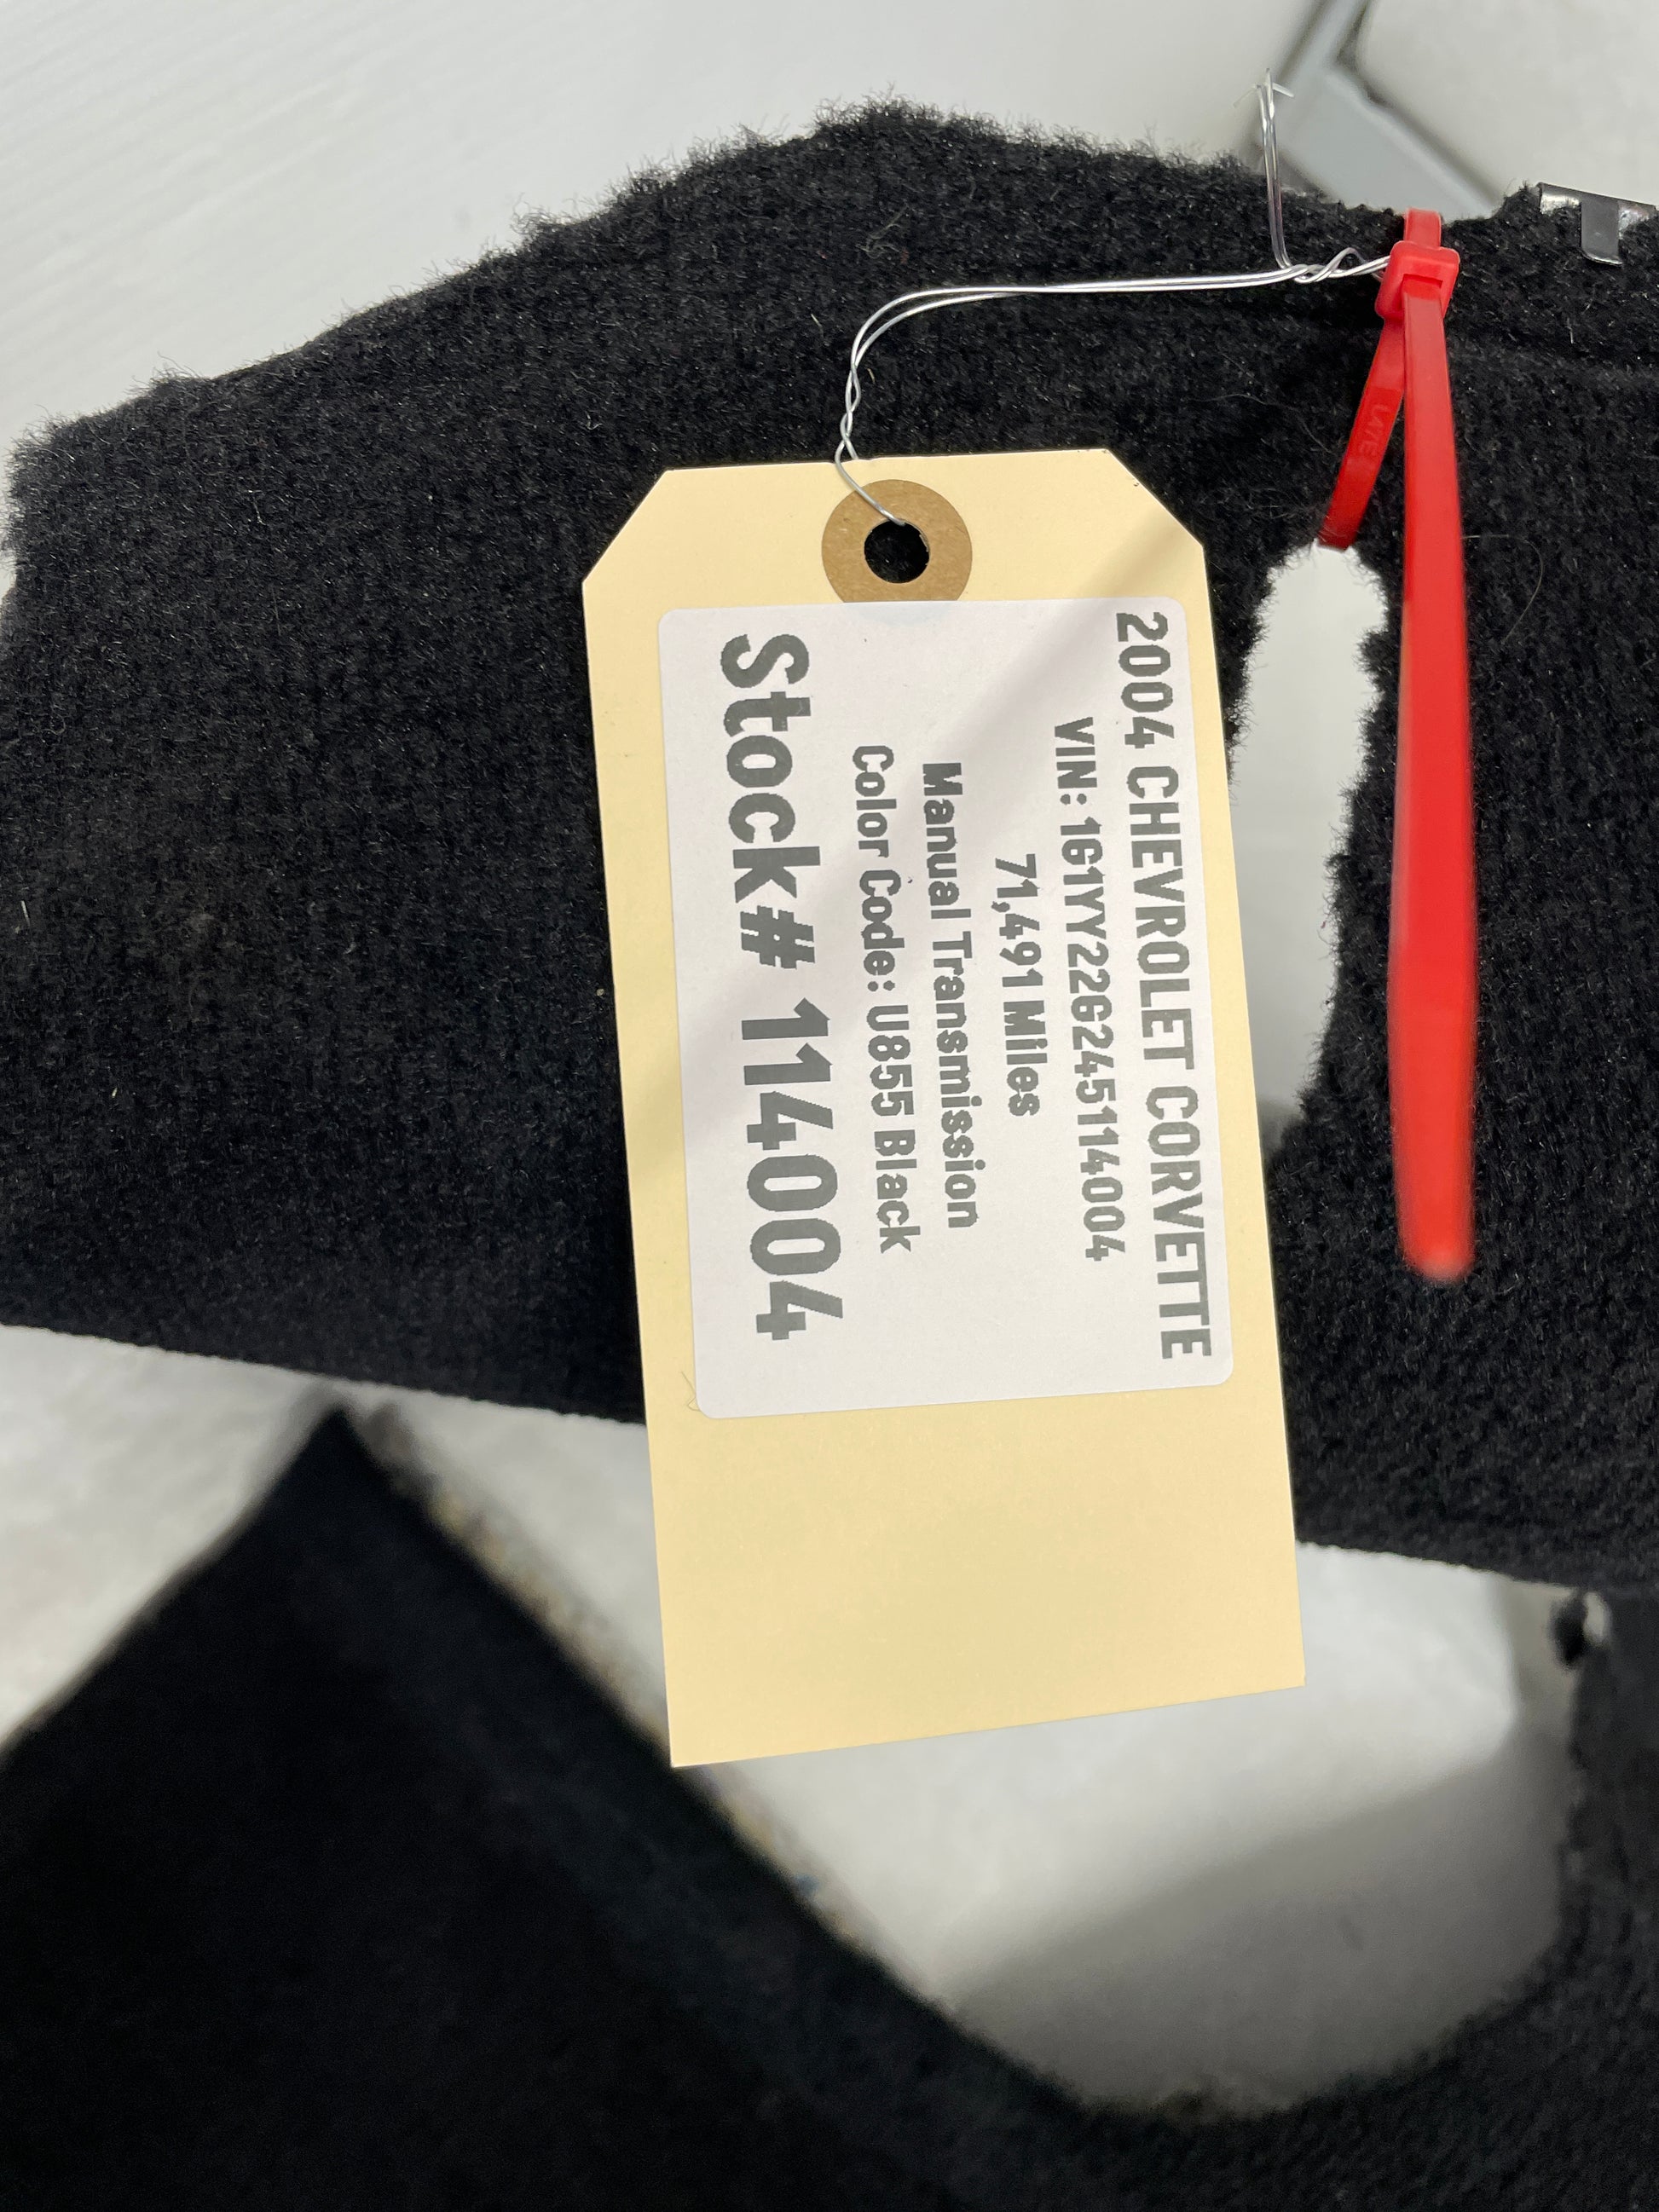 2004 CHEVROLET CORVETTE
VIN: 1G1YY22G245114004
71,491 Miles
Manual Transmission
Color Code: U855 Black
Stock# 114004